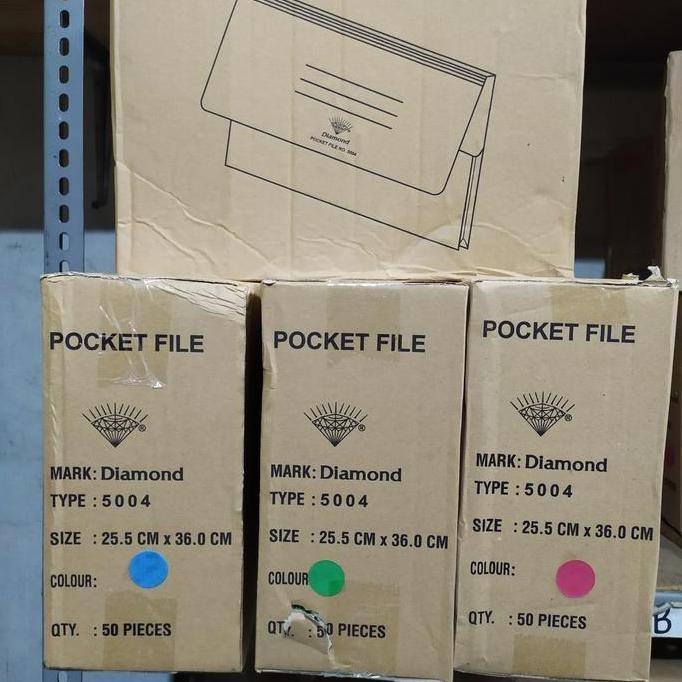 Diamond
POCKET FILE NO. 5004
POCKET FILE
®
MARK: Diamond
TYPE : 5004
SIZE : 25.5 CM x 36.0 CM
COLOUR:
QTY. : 50 PIECES
POCKET FILE
®
MARK: Diamond
TYPE : 5004
SIZE : 25.5 CM x 36.0 CM
COLOUR
QTY. : 50 PIECES
POCKET FILE
®
MARK: Diamond
TYPE : 5004
SIZE : 25.5 CM x 36.0 CM
COLOUR:
QTY. : 50 PIECES
B